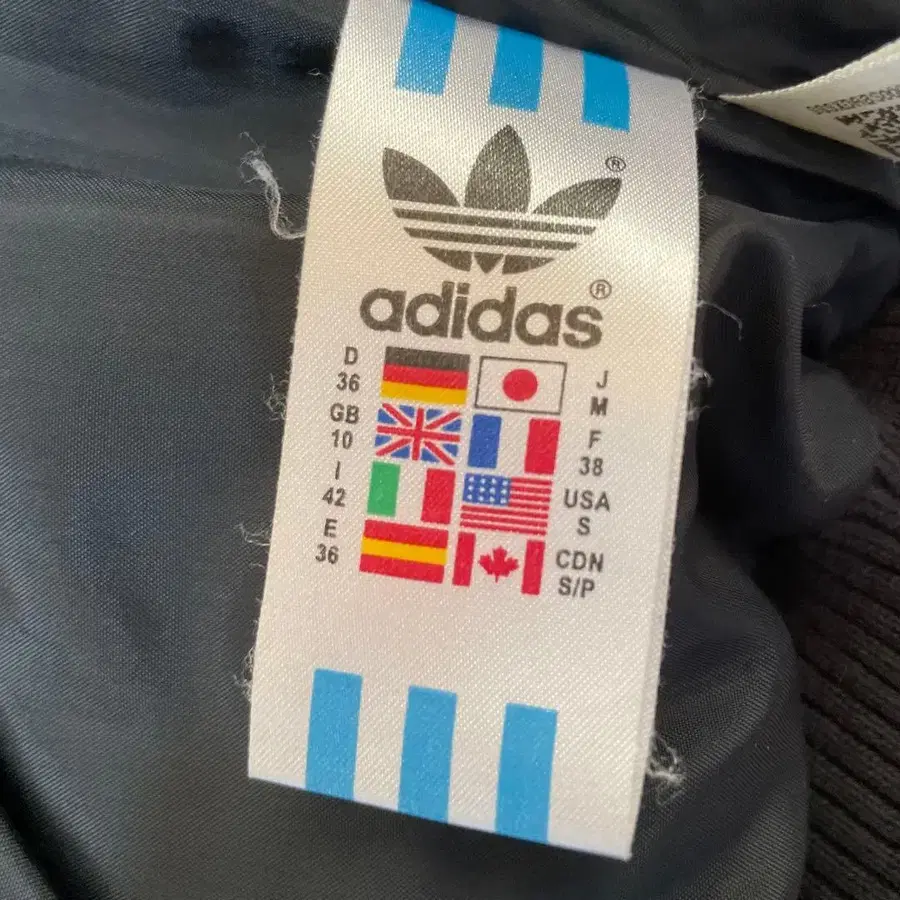 ®
®
adidas
D
36
J
M
GB
10
F
38
I
42
USA
S
E
36
CDN
S/P